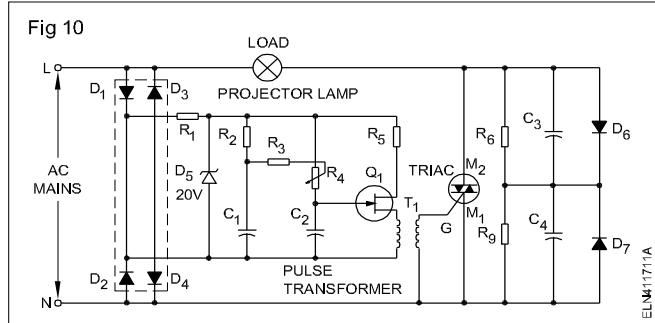 Fig 10
LOAD
L
D1
D3
PROJECTOR LAMP
R1
R2
R3
R5
R4
D5
20V
Q1
T1
C1
C2
AC
MAINS
TRIAC
M2
M1
G
R6
R9
C3
C4
D6
D7
D2
D4
PULSE
TRANSFORMER
N
ELN411711A